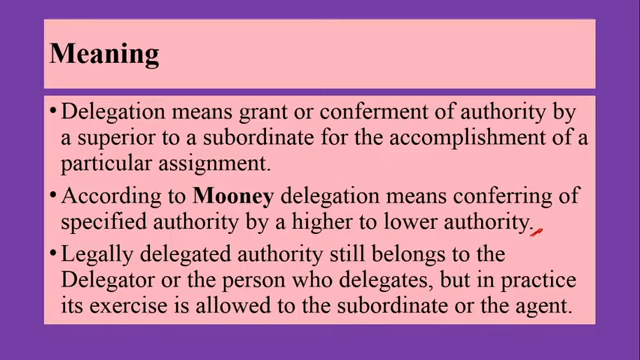 Meaning
•Delegation means grant or conferment of authority by
a superior to a subordinate for the accomplishment of a
particular assignment.
•According to Mooney delegation means conferring of
specified authority by a higher to lower authority.
•Legally delegated authority still belongs to the
Delegator or the person who delegates, but in practice
its exercise is allowed to the subordinate or the agent.